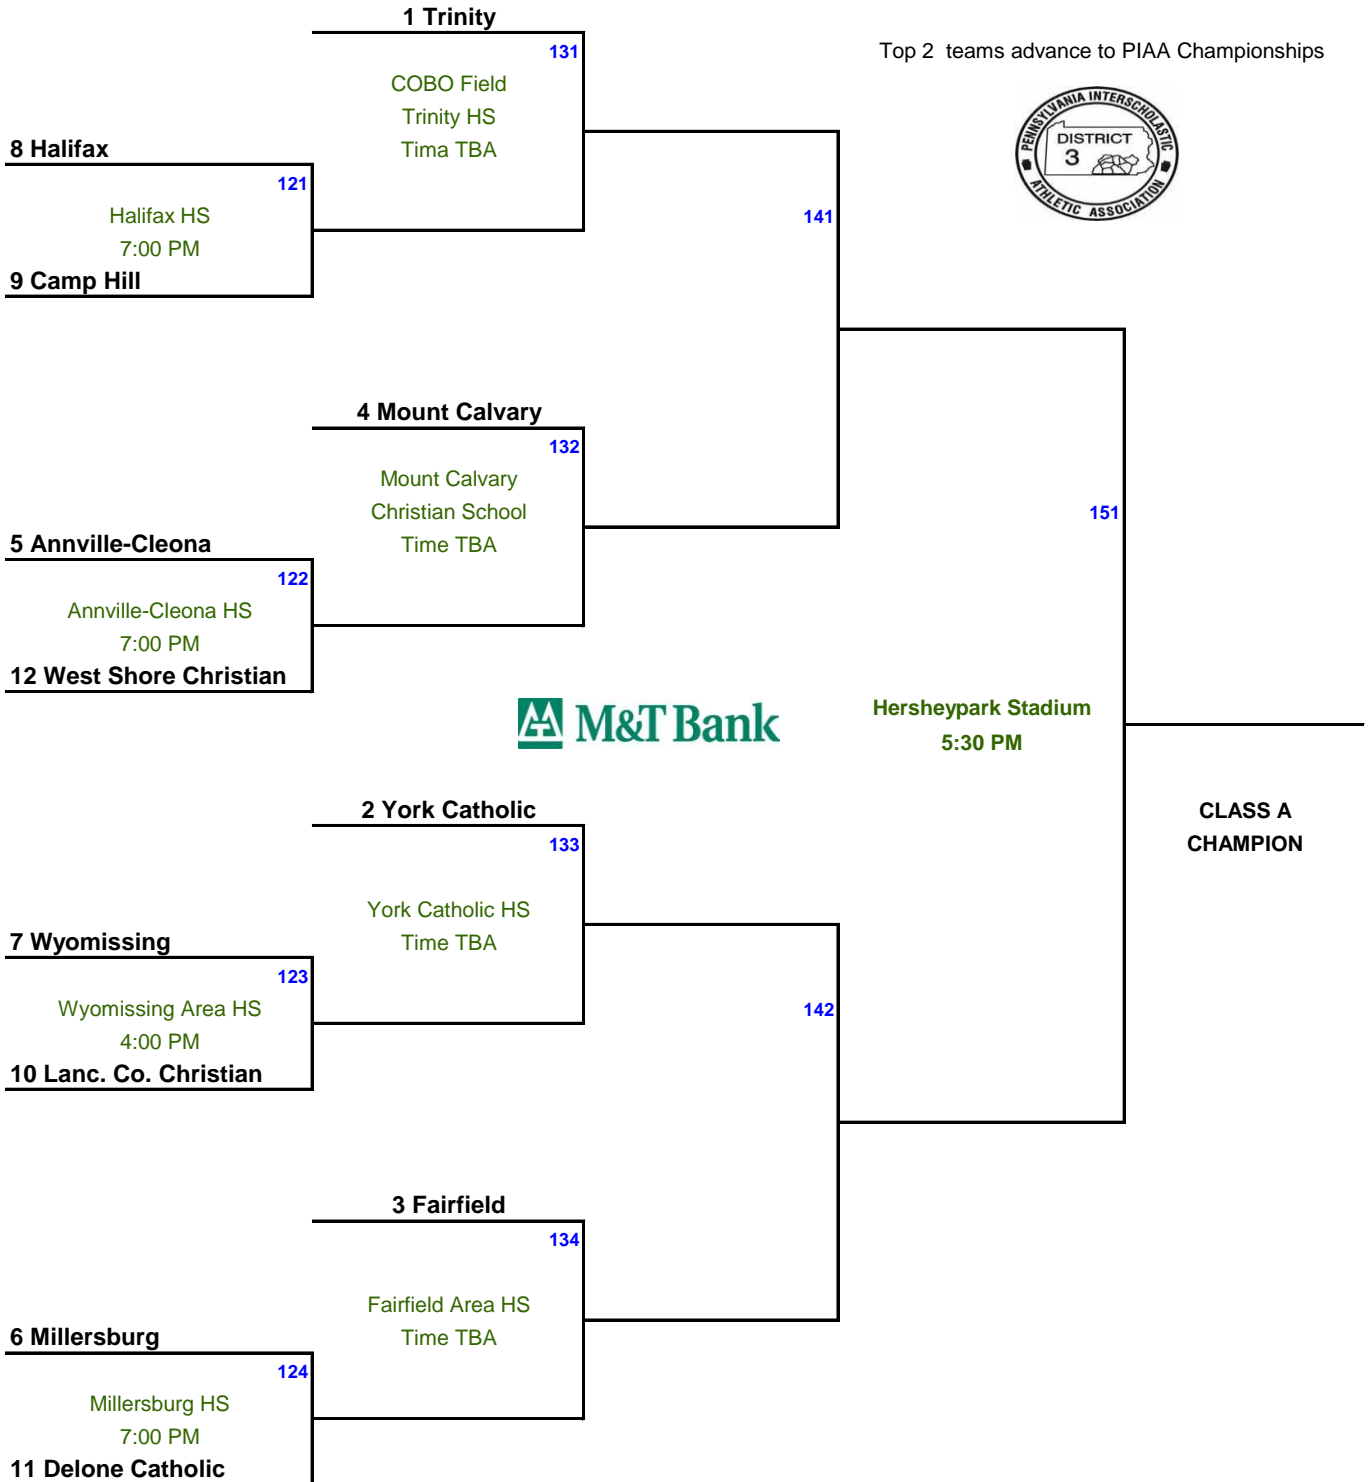 1 Trinity
131
Top 2 teams advance to PIAA Championships
COBO Field
Trinity HS
Tima TBA
PENNSYLVANIA INTERSCHOLASTIC
ATHLETIC ASSOCIATION
DISTRICT
3
8 Halifax
121
Halifax HS
7:00 PM
9 Camp Hill
141
4 Mount Calvary
132
Mount Calvary
Christian School
Time TBA
151
5 Annville-Cleona
122
Annville-Cleona HS
7:00 PM
12 West Shore Christian
M&T Bank
Hersheypark Stadium
5:30 PM
2 York Catholic
133
CLASS A
CHAMPION
York Catholic HS
Time TBA
7 Wyomissing
123
Wyomissing Area HS
4:00 PM
10 Lanc. Co. Christian
142
3 Fairfield
134
Fairfield Area HS
Time TBA
6 Millersburg
124
Millersburg HS
7:00 PM
11 Delone Catholic